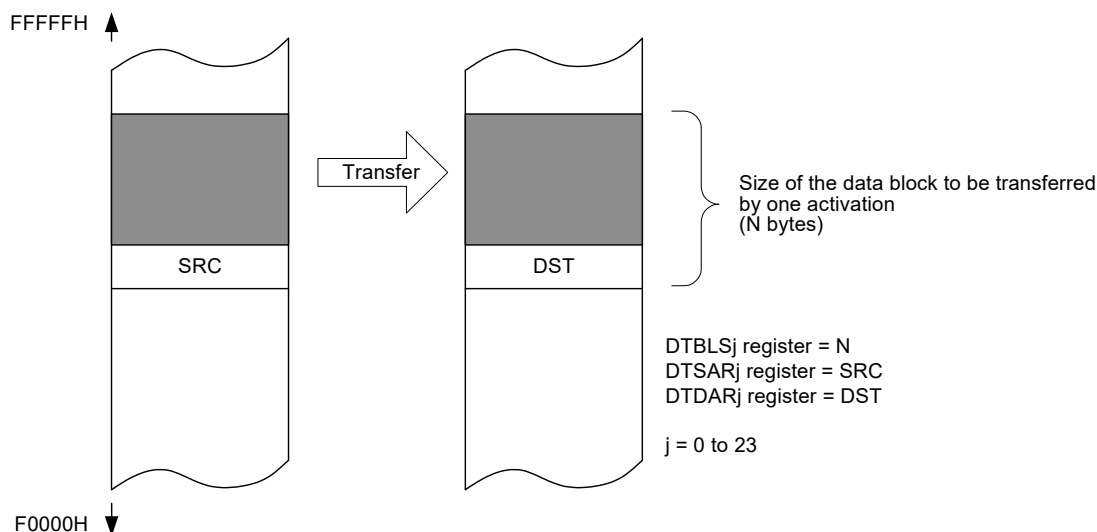 FFFFFH
Transfer
Size of the data block to be transferred
by one activation
(N bytes)
SRC
DST
DTBLSj register = N
DTSARj register = SRC
DTDARj register = DST
j = 0 to 23
F0000H